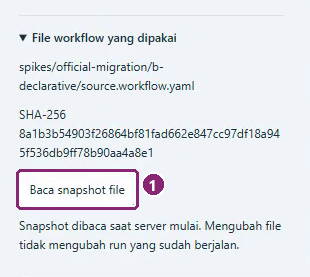 ▼ File workflow yang dipakai
spikes/official-migration/b-
declarative/source.workflow.yaml
SHA-256
8a1b3b54903f26864bf81fad662e847cc97df18a94
5f536db9ff78b90aa4a8e1
Baca snapshot file
1
Snapshot dibaca saat server mulai. Mengubah file
tidak mengubah run yang sudah berjalan.